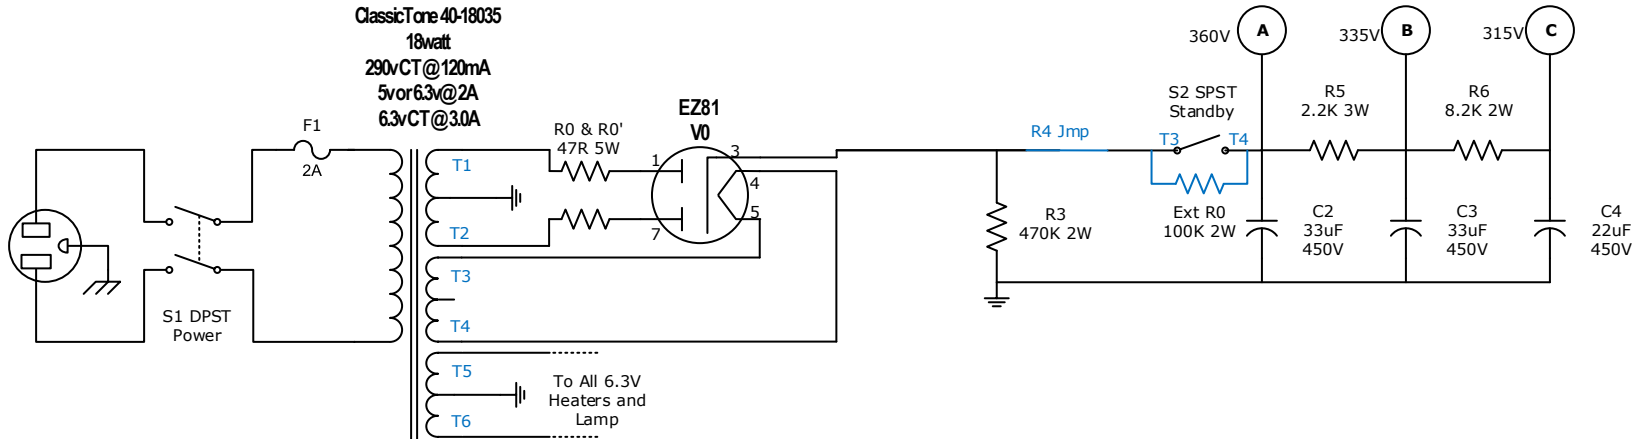 ClassicTone 40-18035
18watt
290vCT@120mA
5vor6.3v@2A
6.3vCT@3.0A
F1
2A
S1 DPST
Power
T1
T2
T3
T4
T5
T6
R0 & R0'
47R 5W
EZ81
V0
1
7
3
4
5
To All 6.3V
Heaters and
Lamp
R4 Jmp
R3
470K 2W
S2 SPST
Standby
T3
T4
Ext R0
100K 2W
360V
A
335V
B
315V
C
R5
2.2K 3W
R6
8.2K 2W
C2
33uF
450V
C3
33uF
450V
C4
22uF
450V